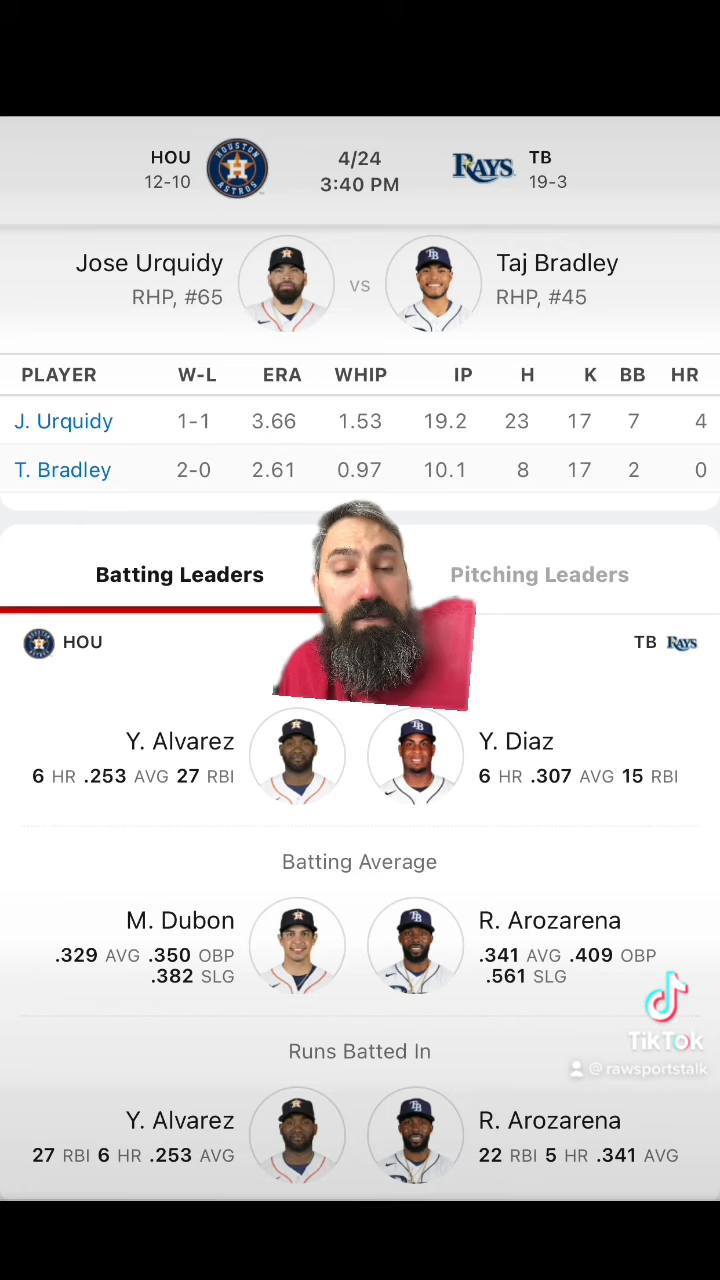 HOU
12-10
HOUSTON
ASTROS
4/24
3:40 PM
RAYS
TB
19-3
Jose Urquidy
RHP, #65
vs
Taj Bradley
RHP, #45
PLAYER W-L ERA WHIP IP H K BB HR
J. Urquidy 1-1 3.66 1.53 19.2 23 17 7 4
T. Bradley 2-0 2.61 0.97 10.1 8 17 2 0
Batting Leaders
Pitching Leaders
HOU
TB RAYS
Y. Alvarez
6 HR .253 AVG 27 RBI
Y. Diaz
6 HR .307 AVG 15 RBI
Batting Average
M. Dubon
.329 AVG .350 OBP
.382 SLG
R. Arozarena
.341 AVG .409 OBP
.561 SLG
Runs Batted In
Y. Alvarez
27 RBI 6 HR .253 AVG
R. Arozarena
22 RBI 5 HR .341 AVG
TikTok
@rawsportstalk